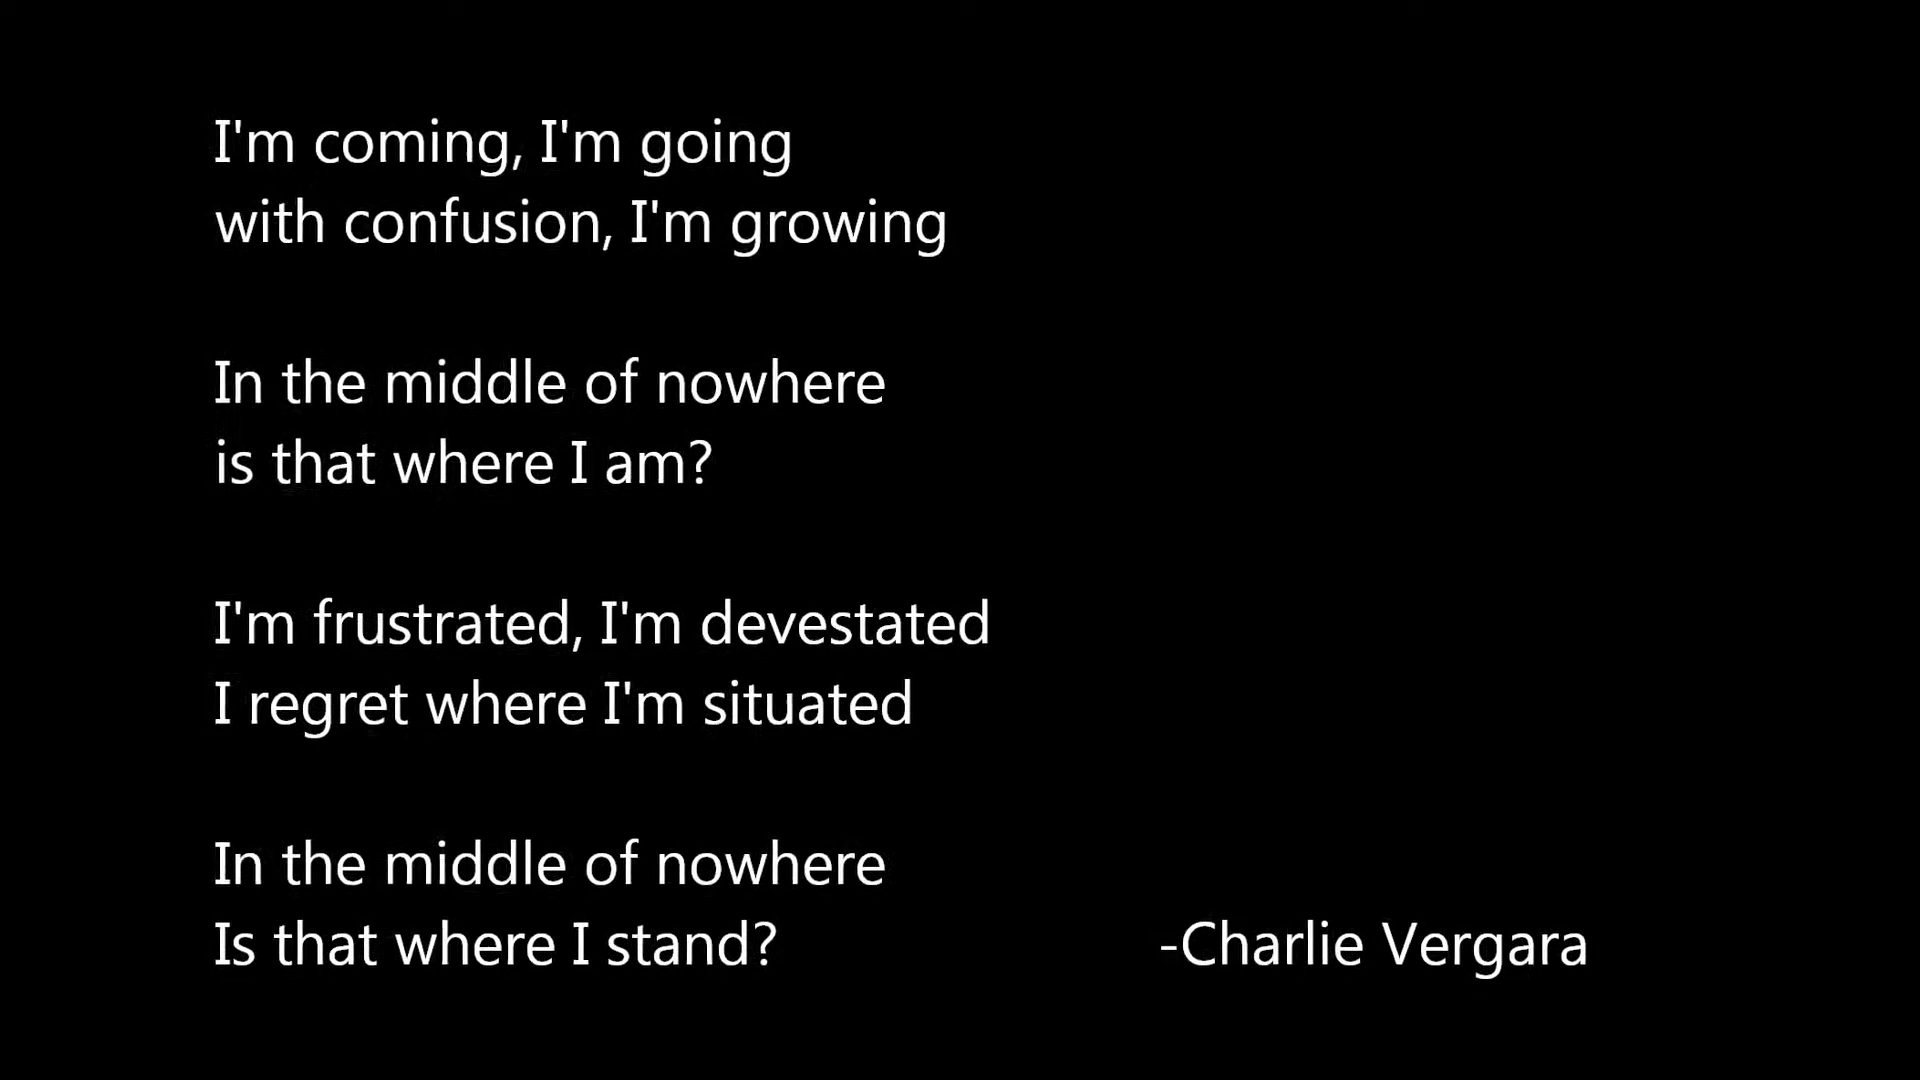 I'm coming, I'm going
with confusion, I'm growing
In the middle of nowhere
is that where I am?
I'm frustrated, I'm devestated
I regret where I'm situated
In the middle of nowhere
Is that where I stand?
-Charlie Vergara